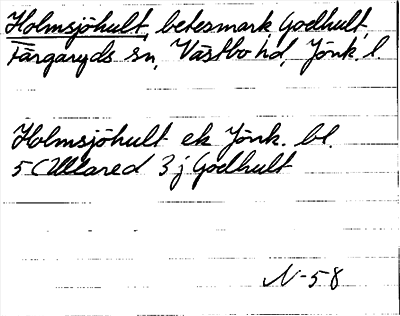 Holmsjöhult, betesmark, Godhult,
Färgaryds sn, Västbo hd, Jönk. l.
Holmsjöhult ek Jönk. bl.
5 C Ullared 3 j Godhult
N-58